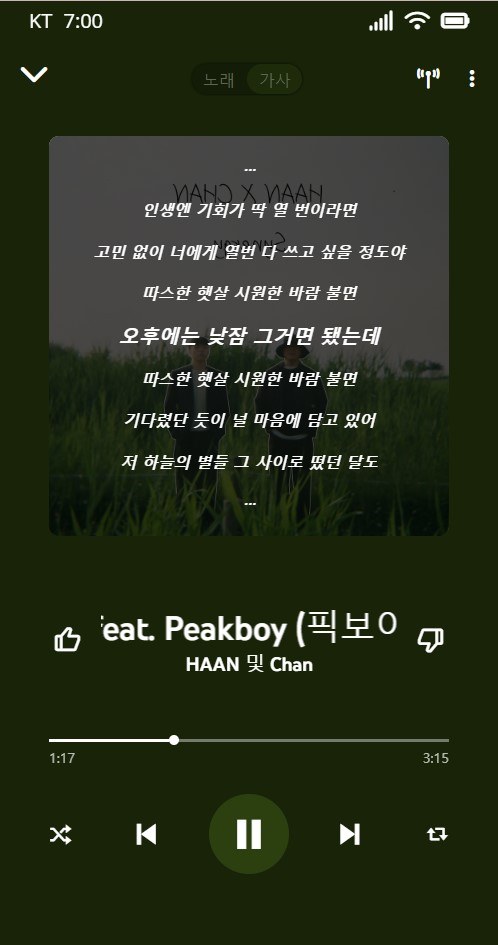 KT 7:00
노래 가사
HAAN X CHAN
...
인생엔 기회가 딱 열 번이라면
고민 없이 너에게 열번 다 쓰고 싶을 정도야
따스한 햇살 시원한 바람 불면
오후에는 낮잠 그거면 됐는데
따스한 햇살 시원한 바람 불면
기다렸단 듯이 널 마음에 담고 있어
저 하늘의 별들 그 사이로 떴던 달도
...
feat. Peakboy (픽보
HAAN 및 Chan
1:17 3:15